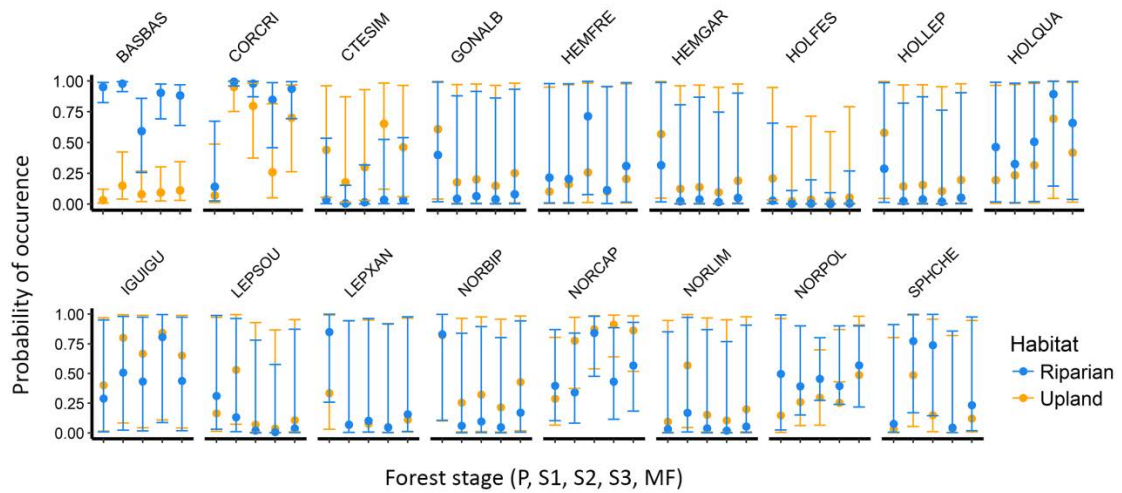 BASBAS CORCRI CTESIM GONALB HEMFRE HEMGAR HOLFES HOLLEP HOLQUA
1.00
0.75
0.50
0.25
0.00
IGUIGU LEPSOU LEPXAN NORBIP NORCAP NORLIM NORPOL SPHCHE
1.00
0.75
0.50
0.25
0.00
Probability of occurence
Habitat
Riparian
Upland
Forest stage (P, S1, S2, S3, MF)